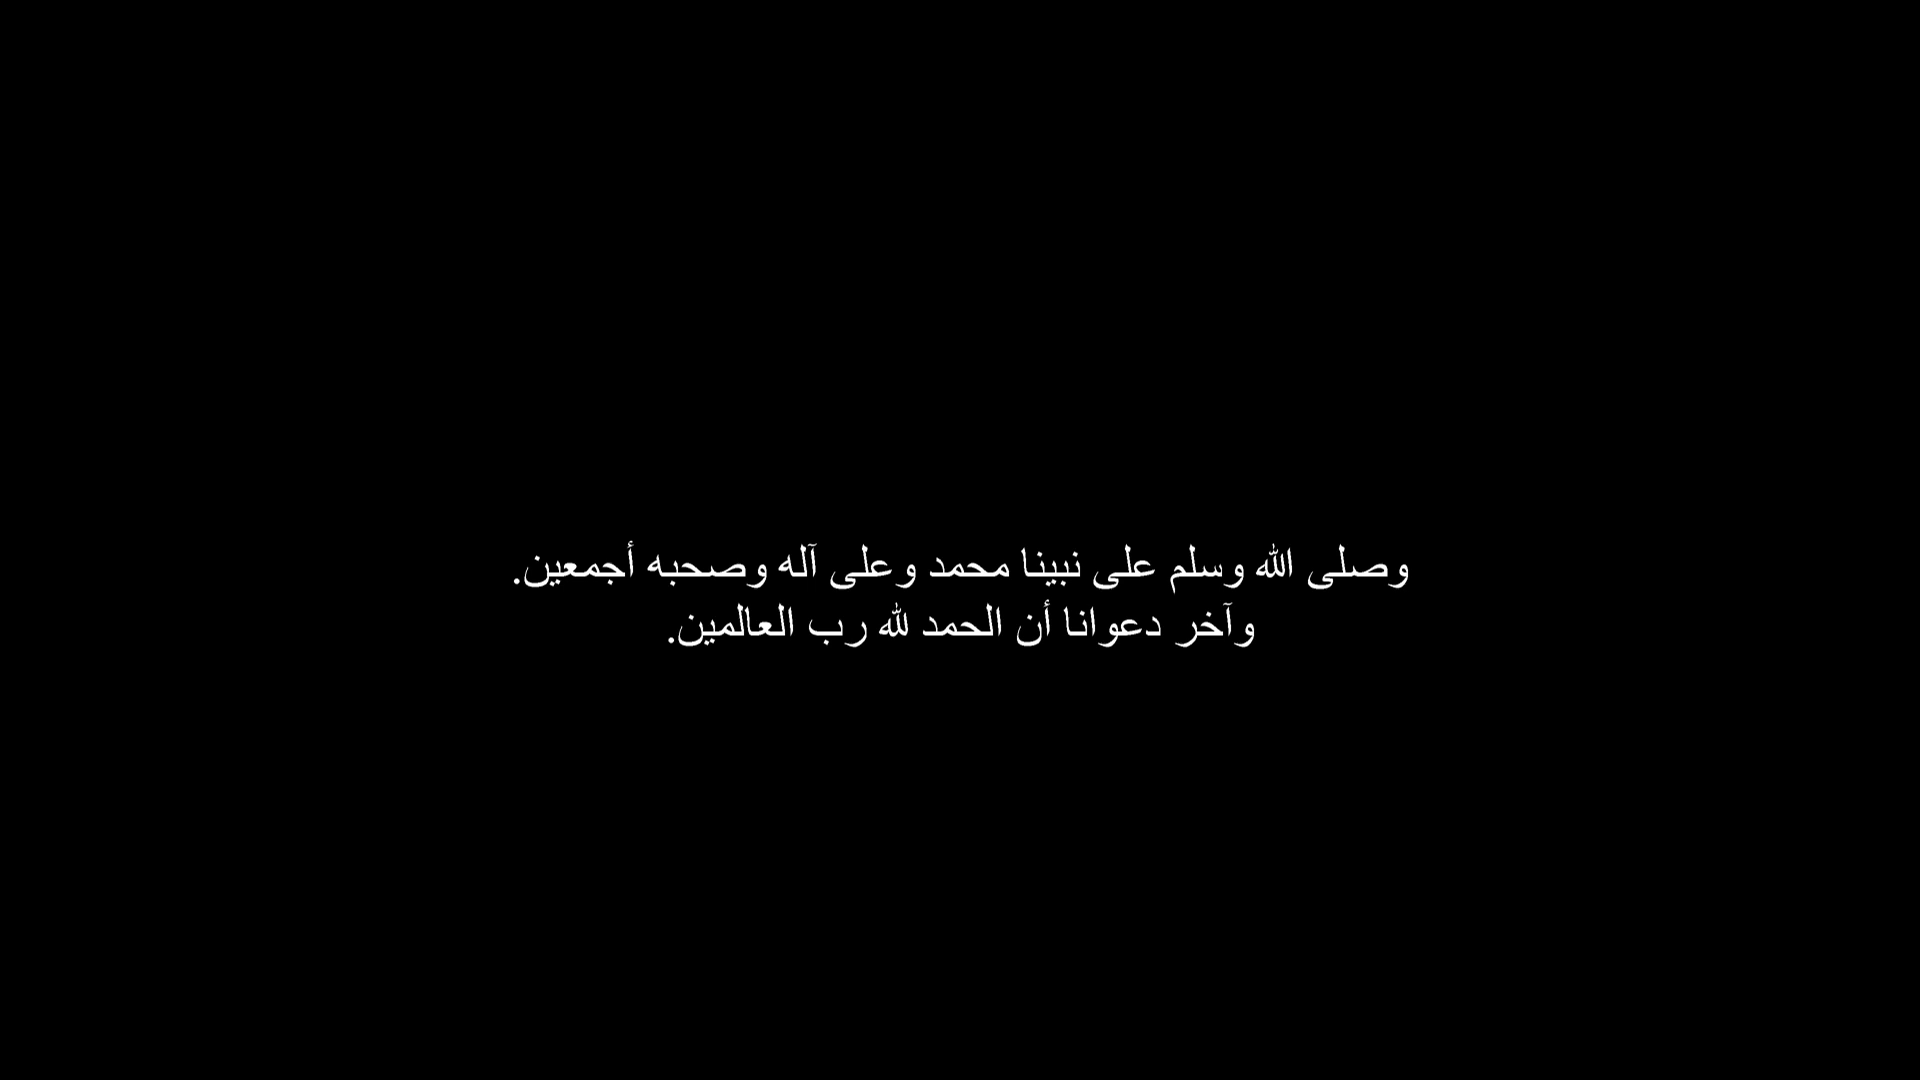 وصلى الله وسلم على نبينا محمد وعلى آله وصحبه أجمعين.
وآخر دعوانا أن الحمد لله رب العالمين.